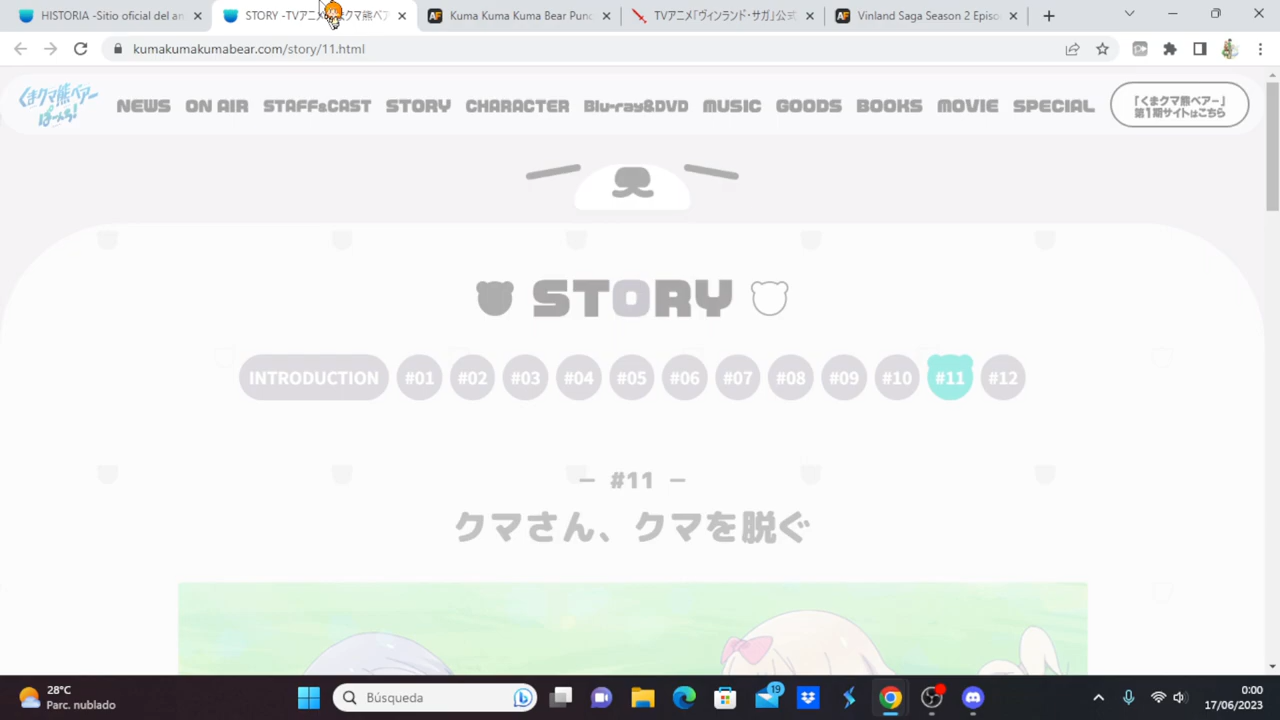 HISTORIA -Sitio oficial del an
STORY -TVアニメ
くまクマ熊ベア
Kuma Kuma Kuma Bear Punc
TVアニメ「ヴィンランド・サガ」公式
Vinland Saga Season 2 Episo
kumakumakumabear.com/story/11.html
くまクマ熊ベアー
ぱーんち!
NEWS
ON AIR
STAFF&CAST
STORY
CHARACTER
Blu-ray&DVD
MUSIC
GOODS
BOOKS
MOVIE
SPECIAL
「くまクマ熊ベアー」
第1期サイトはこちら
STORY
INTRODUCTION
#01
#02
#03
#04
#05
#06
#07
#08
#09
#10
#11
#12
– #11 –
クマさん、クマを脱ぐ
28°C
Parc. nublado
Búsqueda
19
0:00
17/06/2023